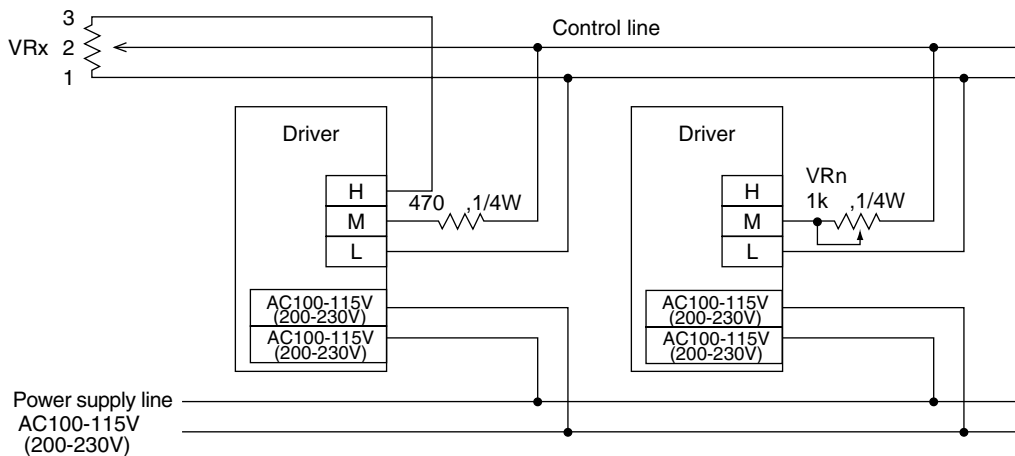 3
VRx 2
1
Control line
Driver
H
M
L
470 ,1/4W
AC100-115V
(200-230V)
AC100-115V
(200-230V)
Driver
VRn
1k ,1/4W
H
M
L
AC100-115V
(200-230V)
AC100-115V
(200-230V)
Power supply line
AC100-115V
(200-230V)